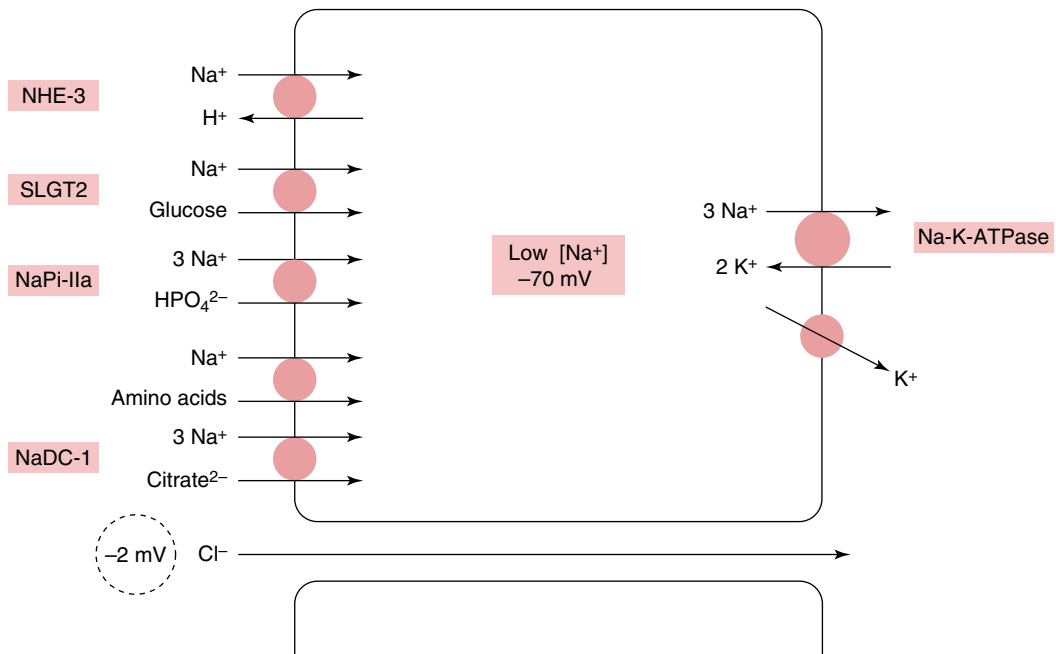 NHE-3
Na⁺
H⁺
SLGT2
Na⁺
Glucose
NaPi-IIa
3 Na⁺
HPO₄²⁻
Na⁺
Amino acids
NaDC-1
3 Na⁺
Citrate²⁻
Low [Na⁺]
–70 mV
3 Na⁺
2 K⁺
Na-K-ATPase
K⁺
–2 mV
Cl⁻